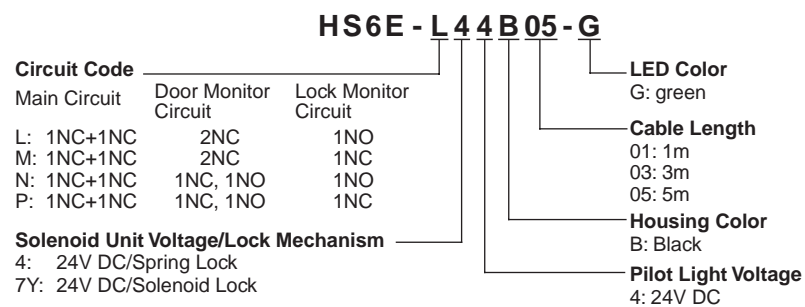 HS6E - L 4 4 B 05 - G
Circuit Code
Main Circuit Door Monitor Circuit Lock Monitor Circuit
L: 1NC+1NC 2NC 1NO
M: 1NC+1NC 2NC 1NC
N: 1NC+1NC 1NC, 1NO 1NO
P: 1NC+1NC 1NC, 1NO 1NC
Solenoid Unit Voltage/Lock Mechanism
4: 24V DC/Spring Lock
7Y: 24V DC/Solenoid Lock
LED Color
G: green
Cable Length
01: 1m
03: 3m
05: 5m
Housing Color
B: Black
Pilot Light Voltage
4: 24V DC